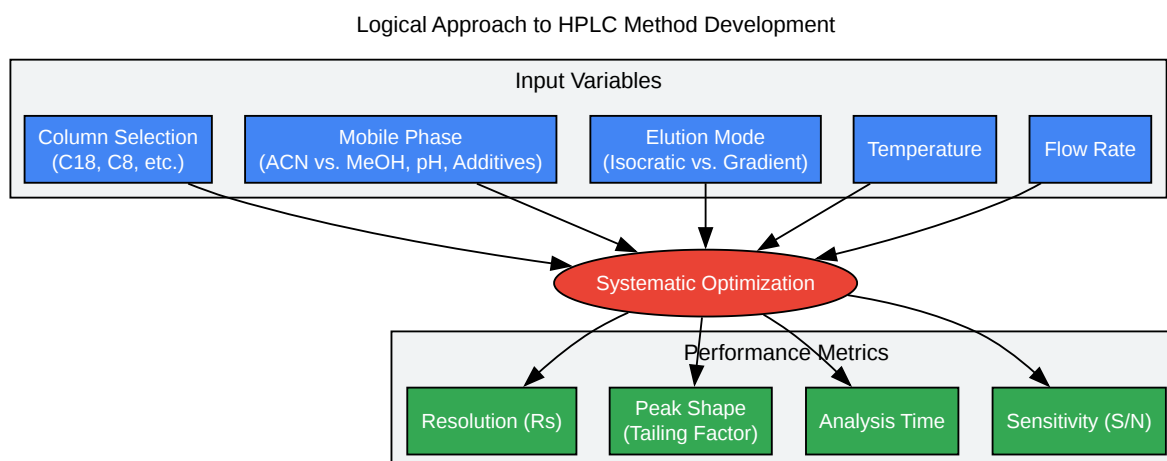 Logical Approach to HPLC Method Development
Input Variables
Column Selection
(C18, C8, etc.)
Mobile Phase
(ACN vs. MeOH, pH, Additives)
Elution Mode
(Isocratic vs. Gradient)
Temperature
Flow Rate
Systematic Optimization
Performance Metrics
Resolution (Rs)
Peak Shape
(Tailing Factor)
Analysis Time
Sensitivity (S/N)